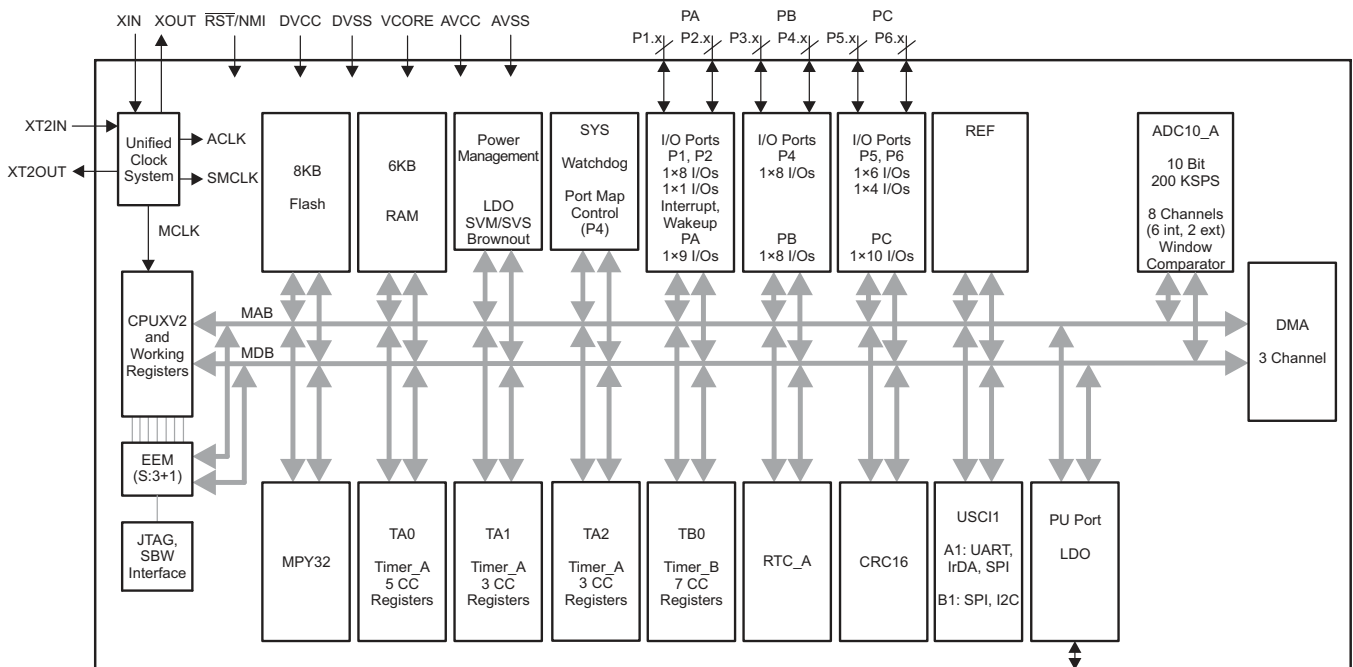 XIN XOUT RST/NMI DVCC DVSS VCORE AVCC AVSS
PA PB PC
P1.x P2.x P3.x P4.x P5.x P6.x
XT2IN
XT2OUT
Unified
Clock
System
ACLK
SMCLK
MCLK
8KB
Flash
6KB
RAM
Power
Management
LDO
SVM/SVS
Brownout
SYS
Watchdog
Port Map
Control
(P4)
I/O Ports
P1, P2
1×8 I/Os
1×1 I/Os
Interrupt,
Wakeup
PA
1×9 I/Os
I/O Ports
P4
1×8 I/Os
PB
1×8 I/Os
I/O Ports
P5, P6
1×6 I/Os
1×4 I/Os
PC
1×10 I/Os
REF
ADC10_A
10 Bit
200 KSPS
8 Channels
(6 int, 2 ext)
Window
Comparator
CPUXV2
and
Working
Registers
MAB
MDB
DMA
3 Channel
EEM
(S:3+1)
JTAG,
SBW
Interface
MPY32
TA0
Timer_A
5 CC
Registers
TA1
Timer_A
3 CC
Registers
TA2
Timer_A
3 CC
Registers
TB0
Timer_B
7 CC
Registers
RTC_A
CRC16
USCI1
A1: UART,
IrDA, SPI
B1: SPI, I2C
PU Port
LDO